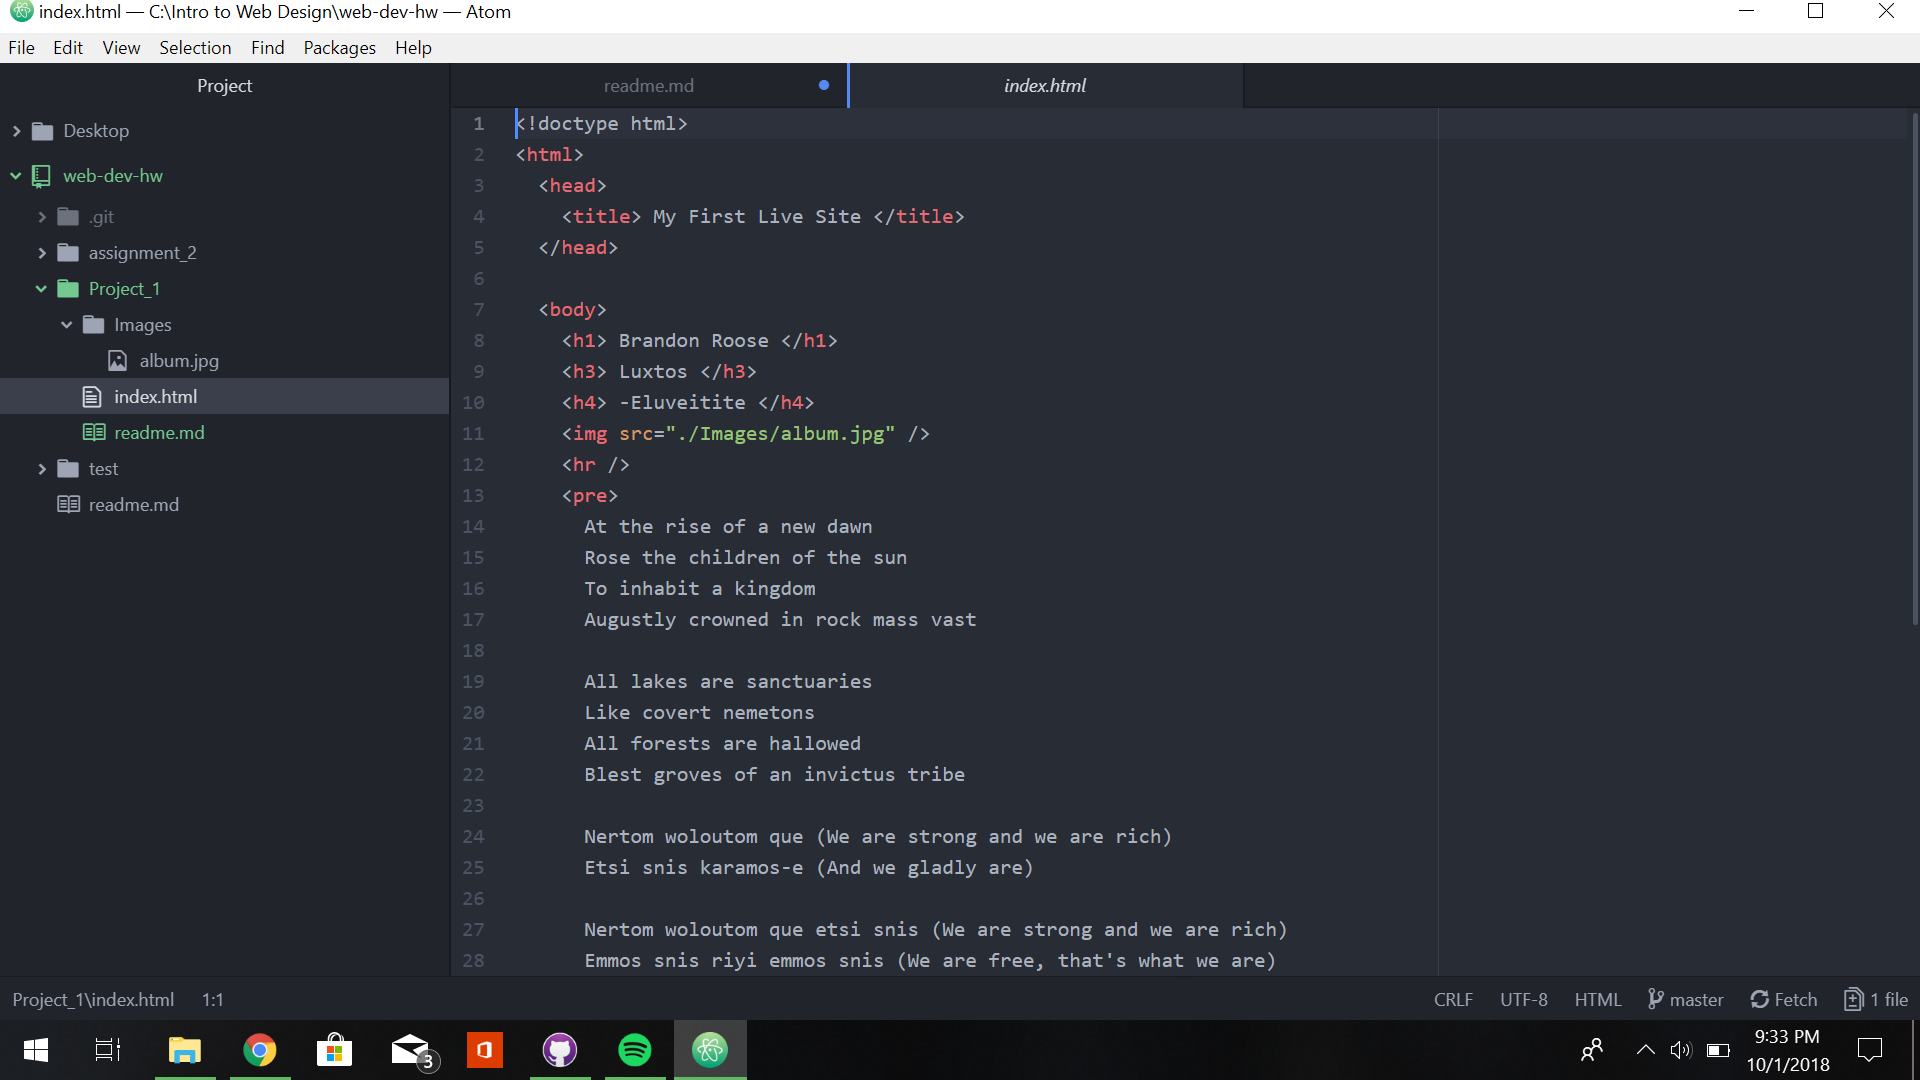 index.html — C:\Intro to Web Design\web-dev-hw — Atom
File Edit View Selection Find Packages Help
Project
Desktop
web-dev-hw
.git
assignment_2
Project_1
Images
album.jpg
index.html
readme.md
test
readme.md
readme.md index.html
1 <!doctype html>
2 <html>
3 <head>
4 <title> My First Live Site </title>
5 </head>
6
7 <body>
8 <h1> Brandon Roose </h1>
9 <h3> Luxtos </h3>
10 <h4> -Eluveitite </h4>
11 <img src="./Images/album.jpg" />
12 <hr />
13 <pre>
14 At the rise of a new dawn
15 Rose the children of the sun
16 To inhabit a kingdom
17 Augustly crowned in rock mass vast
18
19 All lakes are sanctuaries
20 Like covert nemetons
21 All forests are hallowed
22 Blest groves of an invictus tribe
23
24 Nertom woloutom que (We are strong and we are rich)
25 Etsi snis karamos-e (And we gladly are)
26
27 Nertom woloutom que etsi snis (We are strong and we are rich)
28 Emmos snis riyi emmos snis (We are free, that's what we are)
Project_1\index.html 1:1 CRLF UTF-8 HTML master Fetch 1 file
3
9:33 PM
10/1/2018